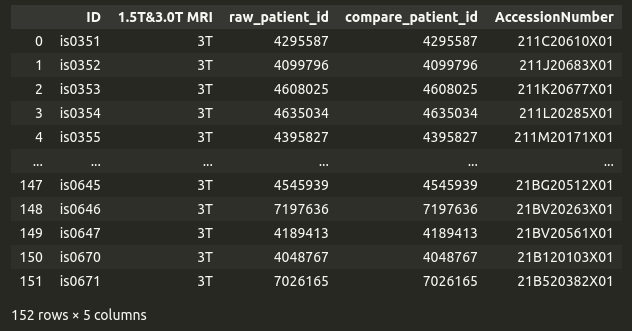 ID 1.5T&3.0T MRI raw_patient_id compare_patient_id AccessionNumber
0 is0351 3T 4295587 4295587 211C20610X01
1 is0352 3T 4099796 4099796 211J20683X01
2 is0353 3T 4608025 4608025 211K20677X01
3 is0354 3T 4635034 4635034 211L20285X01
4 is0355 3T 4395827 4395827 211M20171X01
... ... ... ... ... ...
147 is0645 3T 4545939 4545939 21BG20512X01
148 is0646 3T 7197636 7197636 21BV20263X01
149 is0647 3T 4189413 4189413 21BV20561X01
150 is0670 3T 4048767 4048767 21B120103X01
151 is0671 3T 7026165 7026165 21B520382X01
152 rows × 5 columns